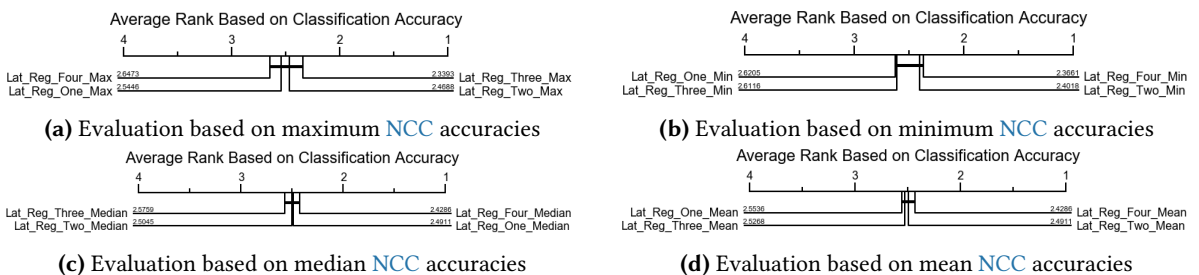 Average Rank Based on Classification Accuracy
4 3 2 1
Lat_Reg_Four_Max 2.6473 2.3393 Lat_Reg_Three_Max
Lat_Reg_One_Max 2.5446 2.4688 Lat_Reg_Two_Max
(a) Evaluation based on maximum NCC accuracies
Average Rank Based on Classification Accuracy
4 3 2 1
Lat_Reg_One_Min 2.6205 2.3661 Lat_Reg_Four_Min
Lat_Reg_Three_Min 2.6116 2.4018 Lat_Reg_Two_Min
(b) Evaluation based on minimum NCC accuracies
Average Rank Based on Classification Accuracy
4 3 2 1
Lat_Reg_Three_Median 2.5759 2.4286 Lat_Reg_Four_Median
Lat_Reg_Two_Median 2.5045 2.4911 Lat_Reg_One_Median
(c) Evaluation based on median NCC accuracies
Average Rank Based on Classification Accuracy
4 3 2 1
Lat_Reg_One_Mean 2.5536 2.4286 Lat_Reg_Four_Mean
Lat_Reg_Three_Mean 2.5268 2.4911 Lat_Reg_Two_Mean
(d) Evaluation based on mean NCC accuracies